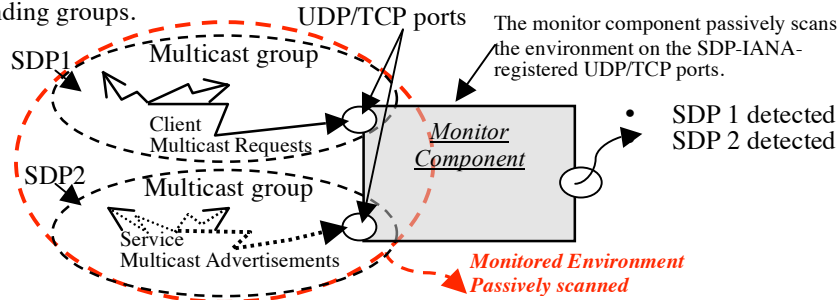 nding groups.
UDP/TCP ports
The monitor component passively scans
the environment on the SDP-IANA-
registered UDP/TCP ports.
SDP1
Multicast group
Client
Multicast Requests
Monitor
Component
• SDP 1 detected
SDP 2 detected
SDP2
Multicast group
Service
Multicast Advertisements
Monitored Environment
Passively scanned